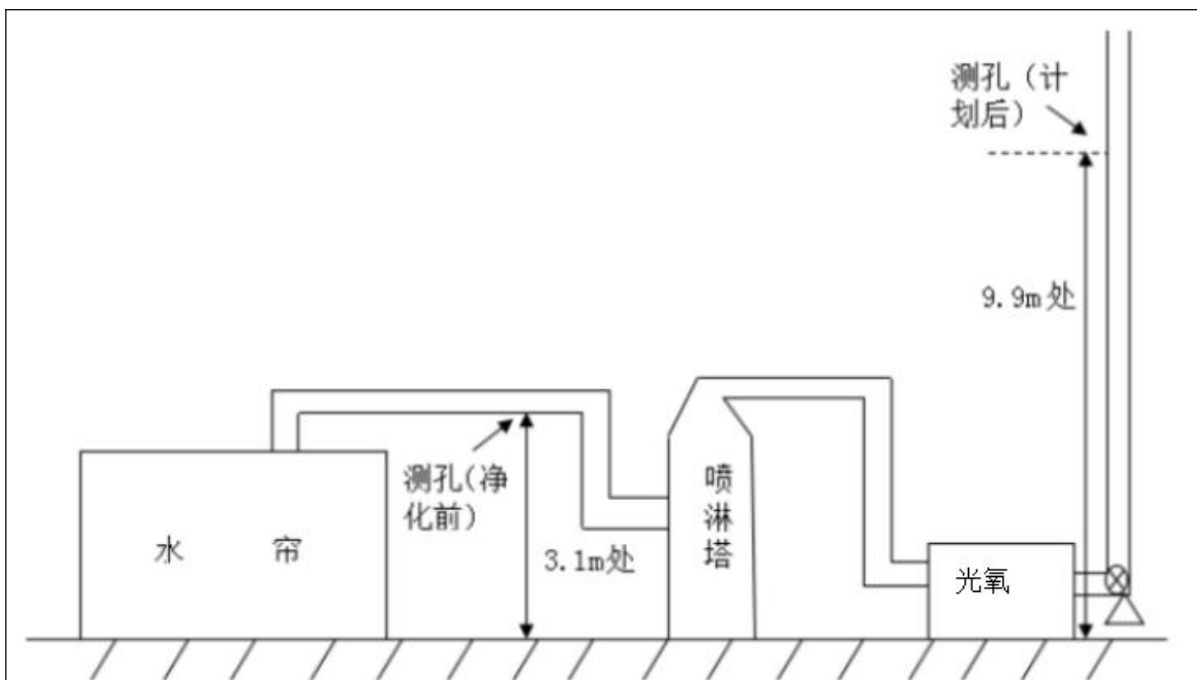 测孔（计
划后）
9.9m处
测孔(净
化前）
3.1m处
水 帘
喷
淋
塔
光氧